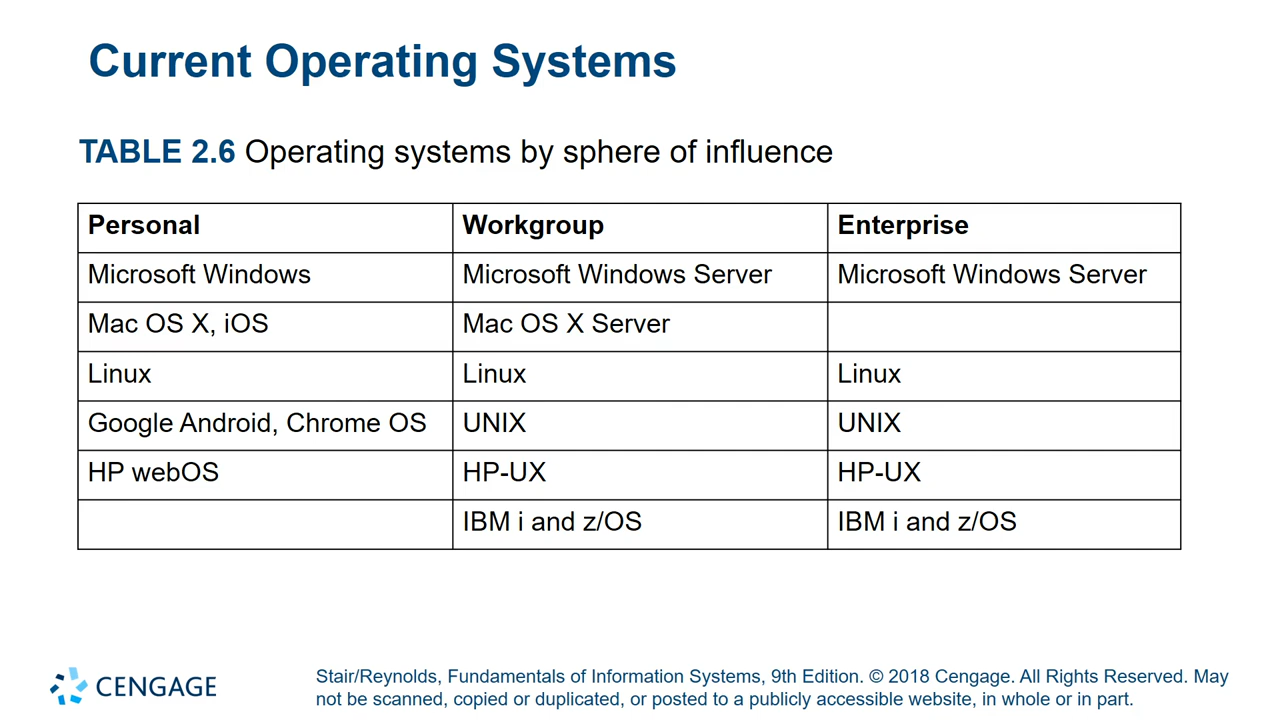 Current Operating Systems
TABLE 2.6 Operating systems by sphere of influence
Personal Workgroup Enterprise
Microsoft Windows Microsoft Windows Server Microsoft Windows Server
Mac OS X, iOS Mac OS X Server
Linux Linux Linux
Google Android, Chrome OS UNIX UNIX
HP webOS HP-UX HP-UX
IBM i and z/OS IBM i and z/OS
CENGAGE
Stair/Reynolds, Fundamentals of Information Systems, 9th Edition. © 2018 Cengage. All Rights Reserved. May
not be scanned, copied or duplicated, or posted to a publicly accessible website, in whole or in part.